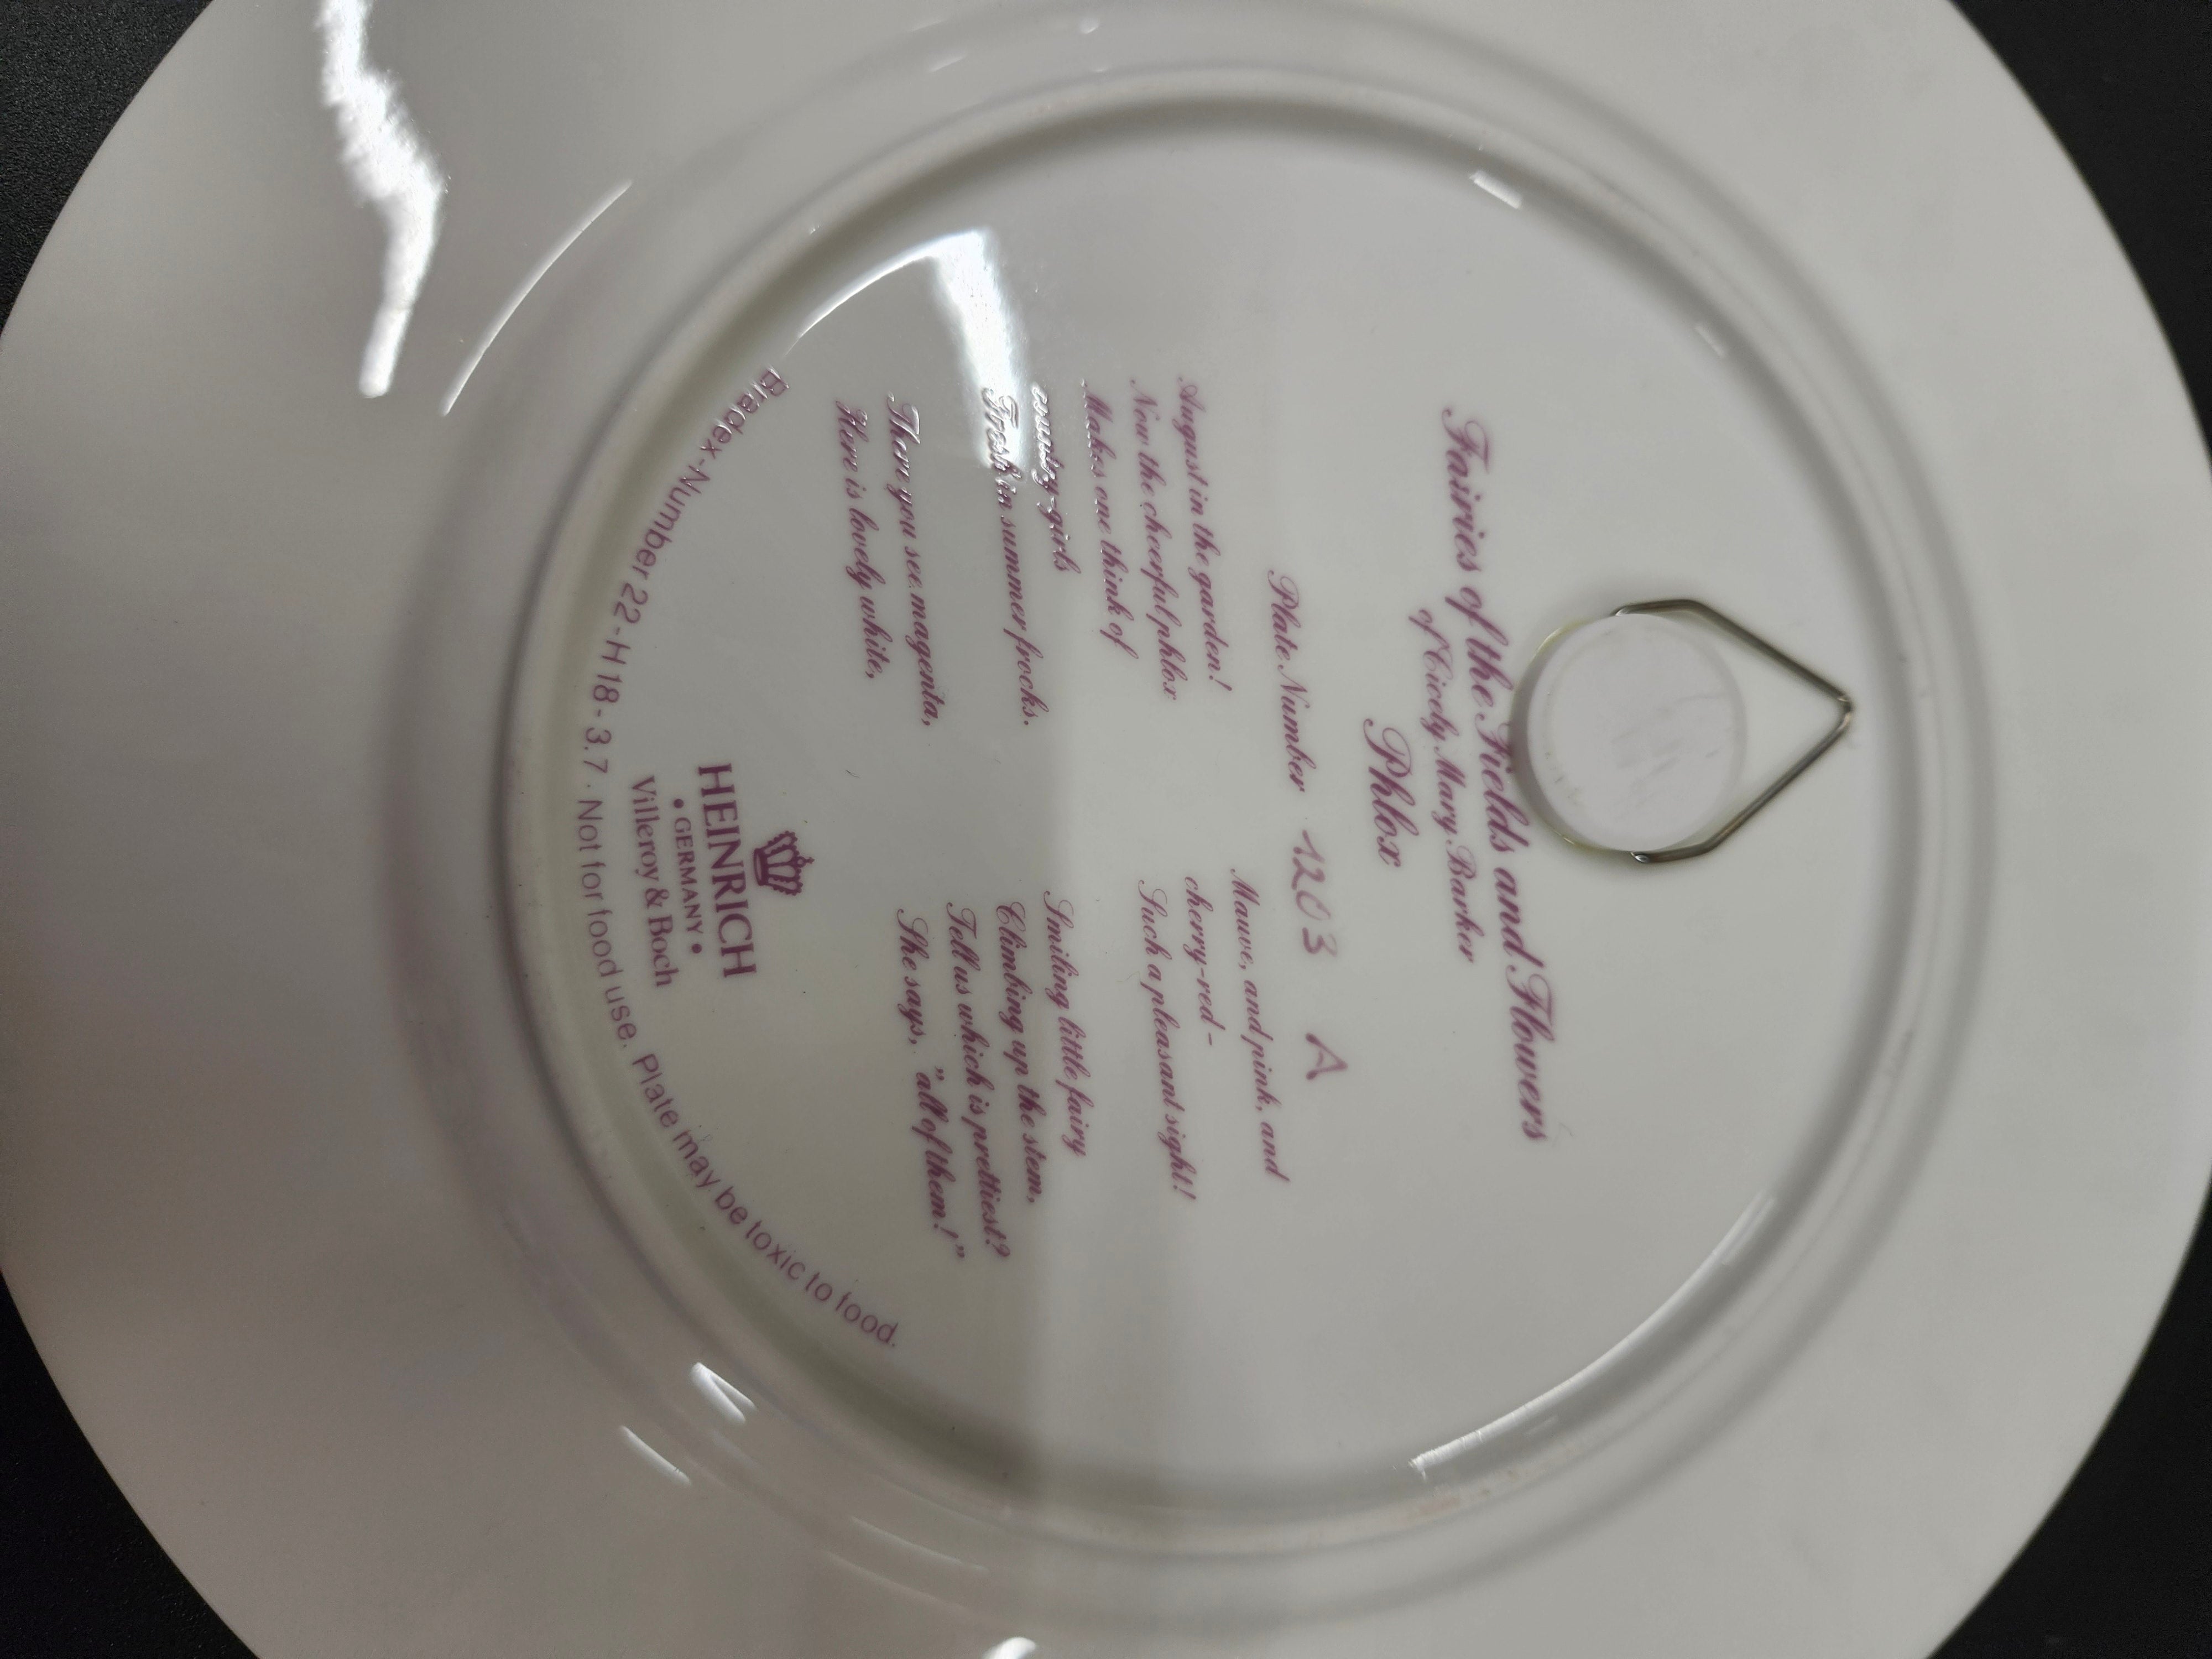 Fairies of the Fields and Flowers
of Cicely Mary Barker
Phlox
Plate Number 1203 A
August in the garden!
Now the cheerful phlox
Makes one think of
country-girls
Fresh in summer frocks.
There you see magenta,
Here is lovely white,
Mauve, and pink, and
cherry-red -
Such a pleasant sight!
Smiling little fairy
Climbing up the stem,
Tell us which is prettiest?
She says, "all of them!"
HEINRICH
• GERMANY •
Villeroy & Boch
Bradex-Number 22-H18-3.7 · Not for food use. Plate may be toxic to food.